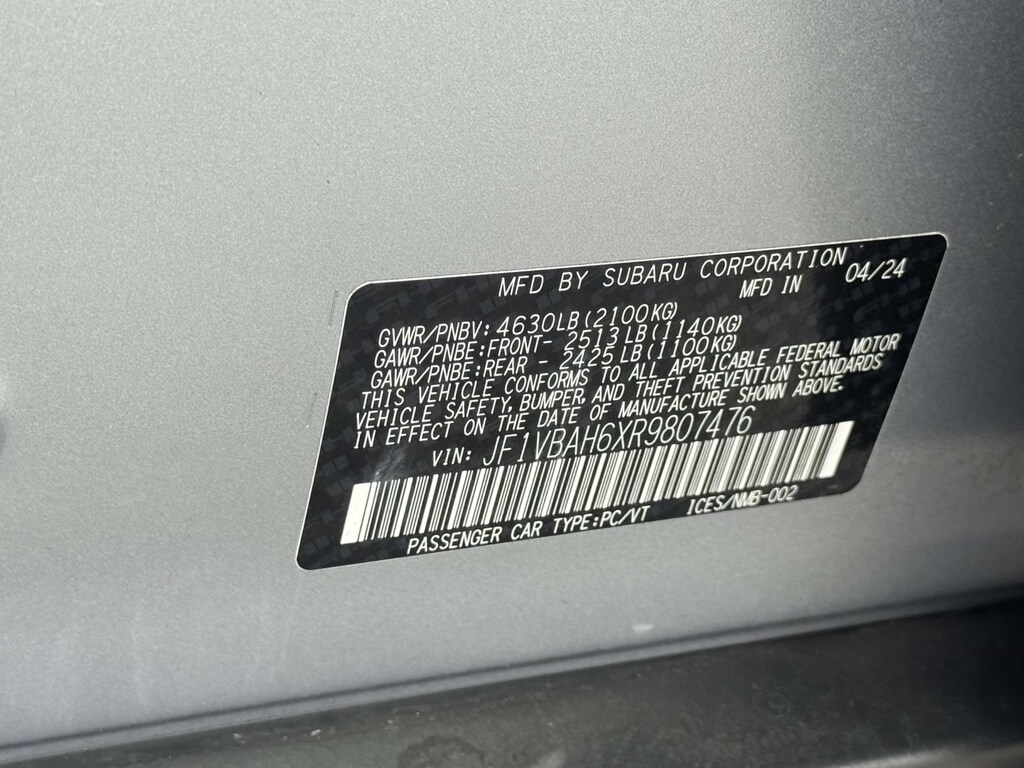 MFD BY SUBARU CORPORATION
MFD IN 04/24
GVWR/PNBV: 4630LB(2100KG)
GAWR/PNBE:FRONT- 2513LB(1140KG)
GAWR/PNBE:REAR - 2425LB(1100KG)
THIS VEHICLE CONFORMS TO ALL APPLICABLE FEDERAL MOTOR
VEHICLE SAFETY, BUMPER, AND THEFT PREVENTION STANDARDS
IN EFFECT ON THE DATE OF MANUFACTURE SHOWN ABOVE.
VIN: JF1VBAH6XR9807476
PASSENGER CAR TYPE:PC/VT ICES/NMB-002